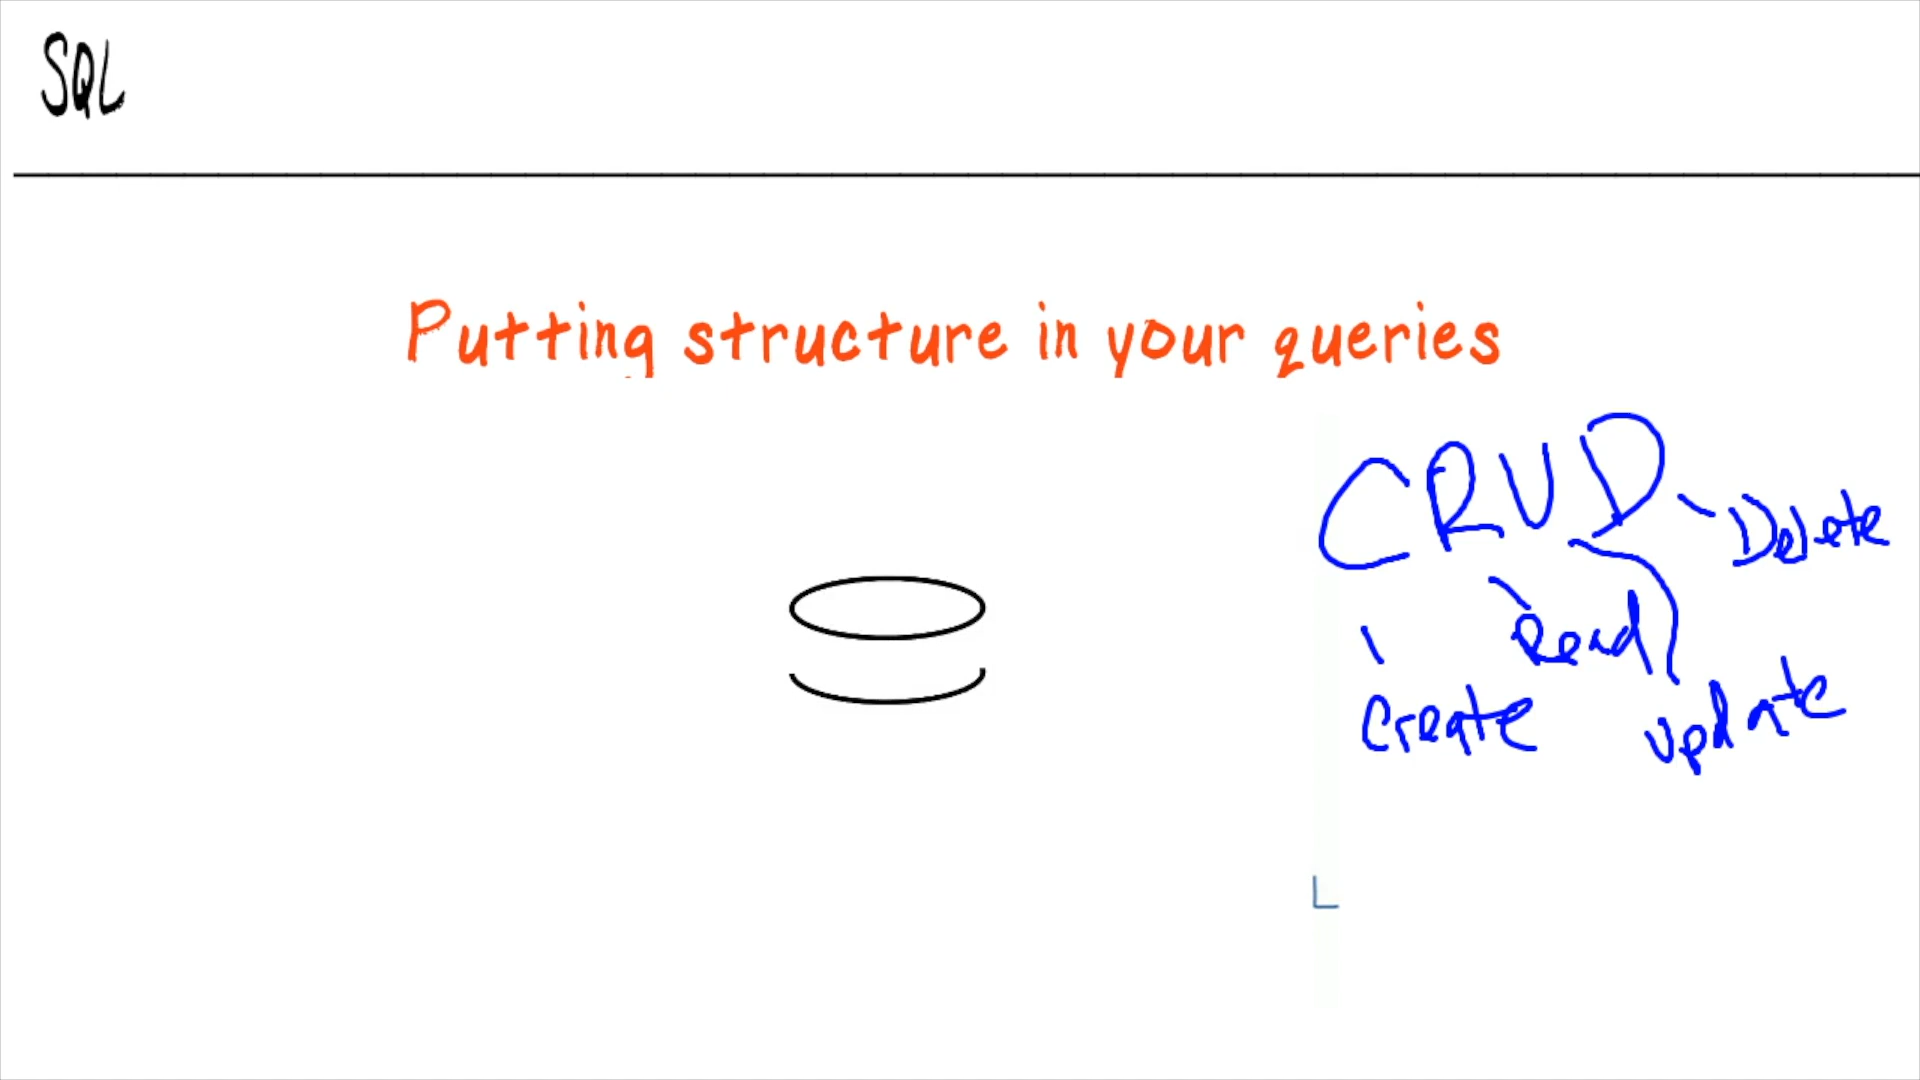 SQL
Putting structure in your queries
CRUD
Delete
Read
Create
Update